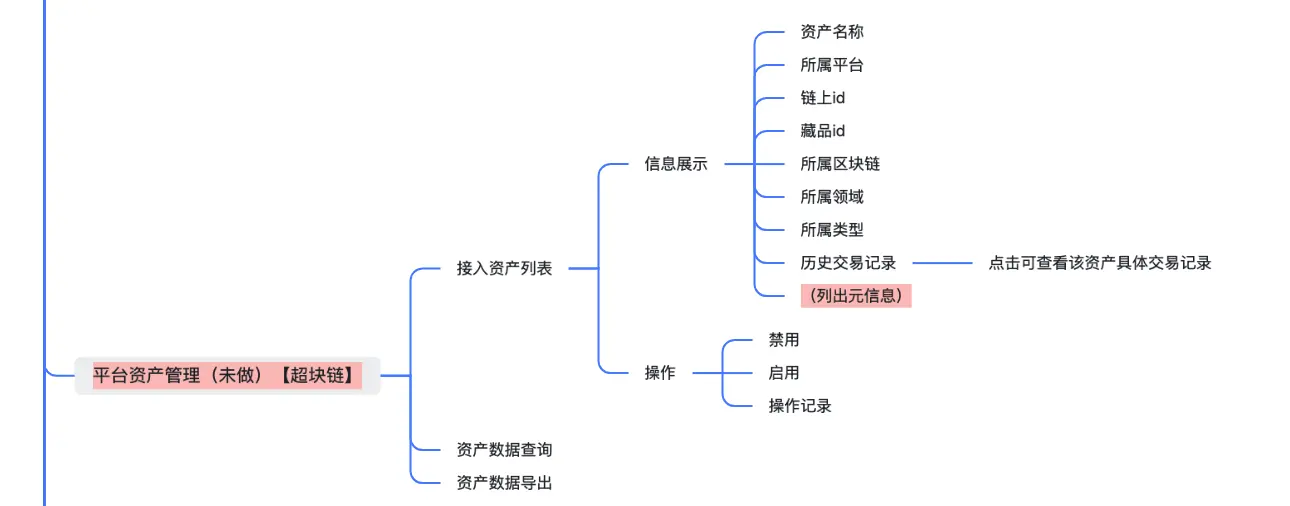 资产名称
所属平台
链上id
藏品id
信息展示
所属区块链
所属领域
所属类型
接入资产列表
历史交易记录
点击可查看该资产具体交易记录
（列出元信息）
禁用
平台资产管理（未做）【超块链】
操作
启用
操作记录
资产数据查询
资产数据导出